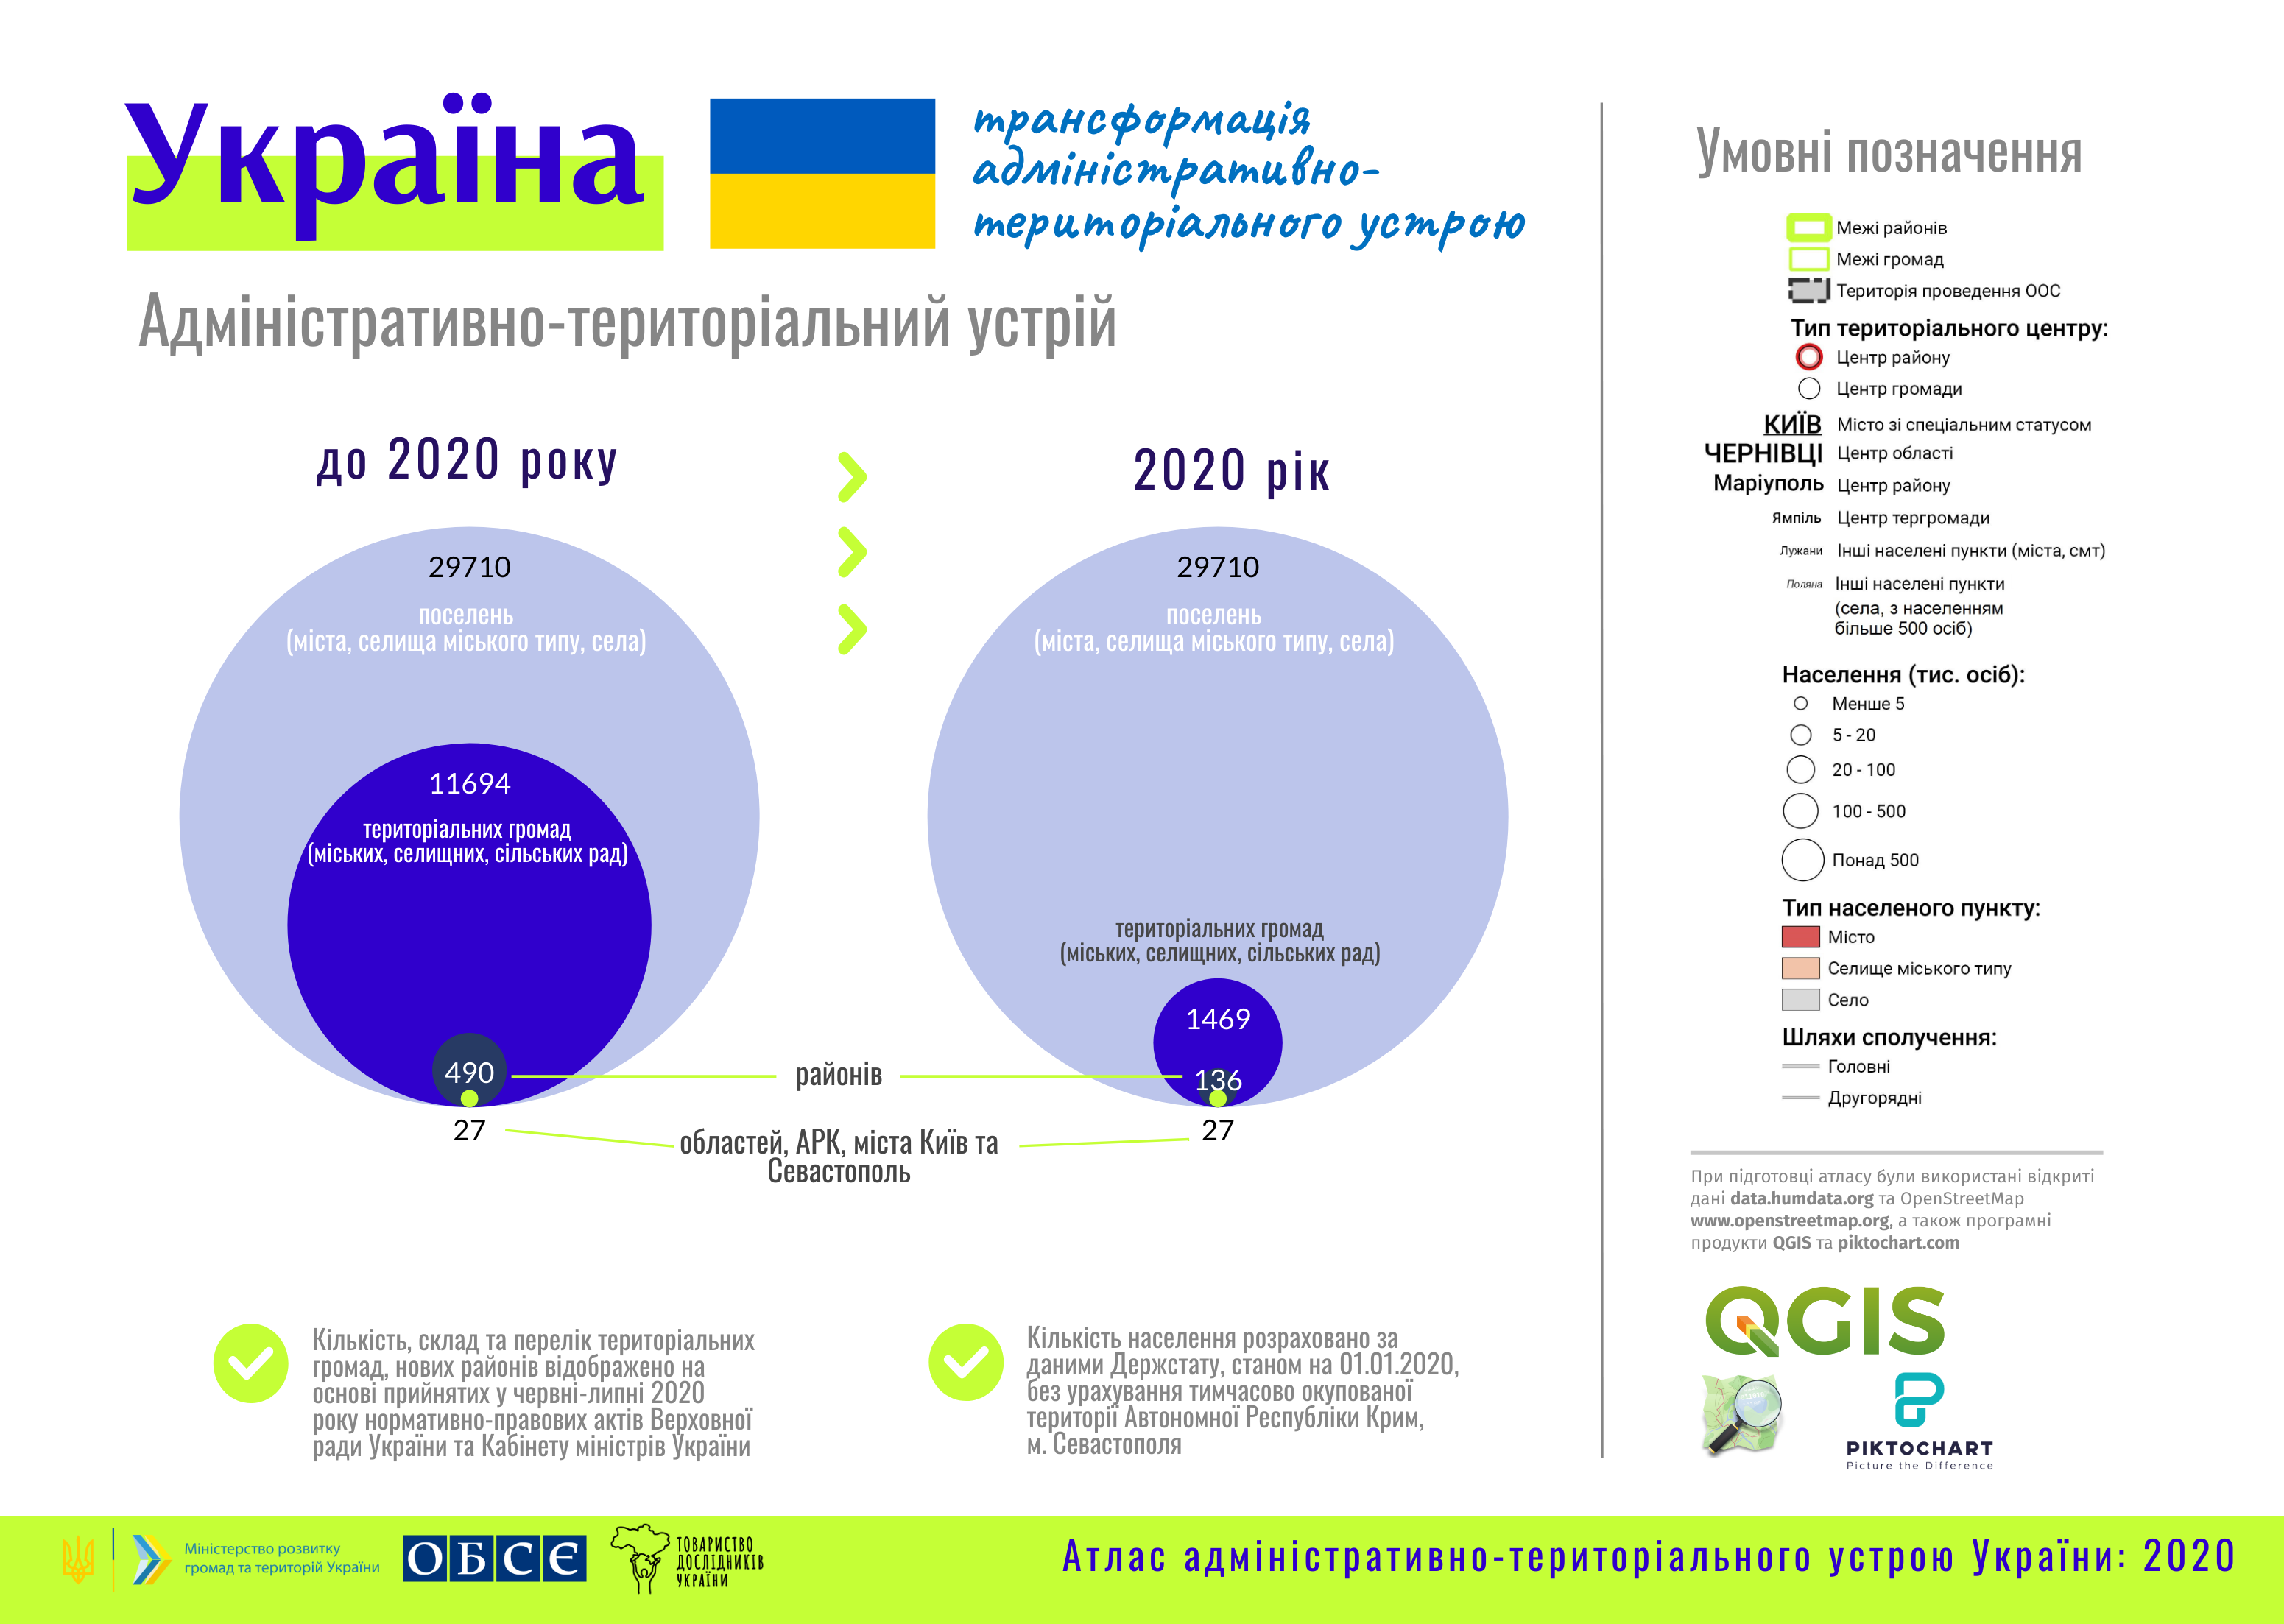 Україна
трансформація
адміністративно-
територіального устрою
Адміністративно-територіальний устрій
до 2020 року
29710
поселень
(міста, селища міського типу, села)
11694
територіальних громад
(міських, селищних, сільських рад)
490
27
районів
областей, АРК, міста Київ та
Севастополь
2020 рік
29710
поселень
(міста, селища міського типу, села)
територіальних громад
(міських, селищних, сільських рад)
1469
136
27
Кількість, склад та перелік територіальних
громад, нових районів відображено на
основі прийнятих у червні-липні 2020
року нормативно-правових актів Верховної
ради України та Кабінету міністрів України
Кількість населення розраховано за
даними Держстату, станом на 01.01.2020,
без урахування тимчасово окупованої
території Автономної Республіки Крим,
м. Севастополя
Умовні позначення
Межі районів
Межі громад
Територія проведення ООС
Тип територіального центру:
Центр району
Центр громади
КИЇВ Місто зі спеціальним статусом
ЧЕРНІВЦІ Центр області
Маріуполь Центр району
Ямпіль Центр тергромади
Лужани Інші населені пункти (міста, смт)
Поляна Інші населені пункти
(села, з населенням
більше 500 осіб)
Населення (тис. осіб):
Менше 5
5 - 20
20 - 100
100 - 500
Понад 500
Тип населеного пункту:
Місто
Селище міського типу
Село
Шляхи сполучення:
Головні
Другорядні
При підготовці атласу були використані відкриті
дані data.humdata.org та OpenStreetMap
www.openstreetmap.org, а також програмні
продукти QGIS та piktochart.com
QGIS
PIKTOCHART
Picture the Difference
Міністерство розвитку
громад та територій України
ОБСЄ
ТОВАРИСТВО
ДОСЛІДНИКІВ
УКРАЇНИ
Атлас адміністративно-територіального устрою України: 2020